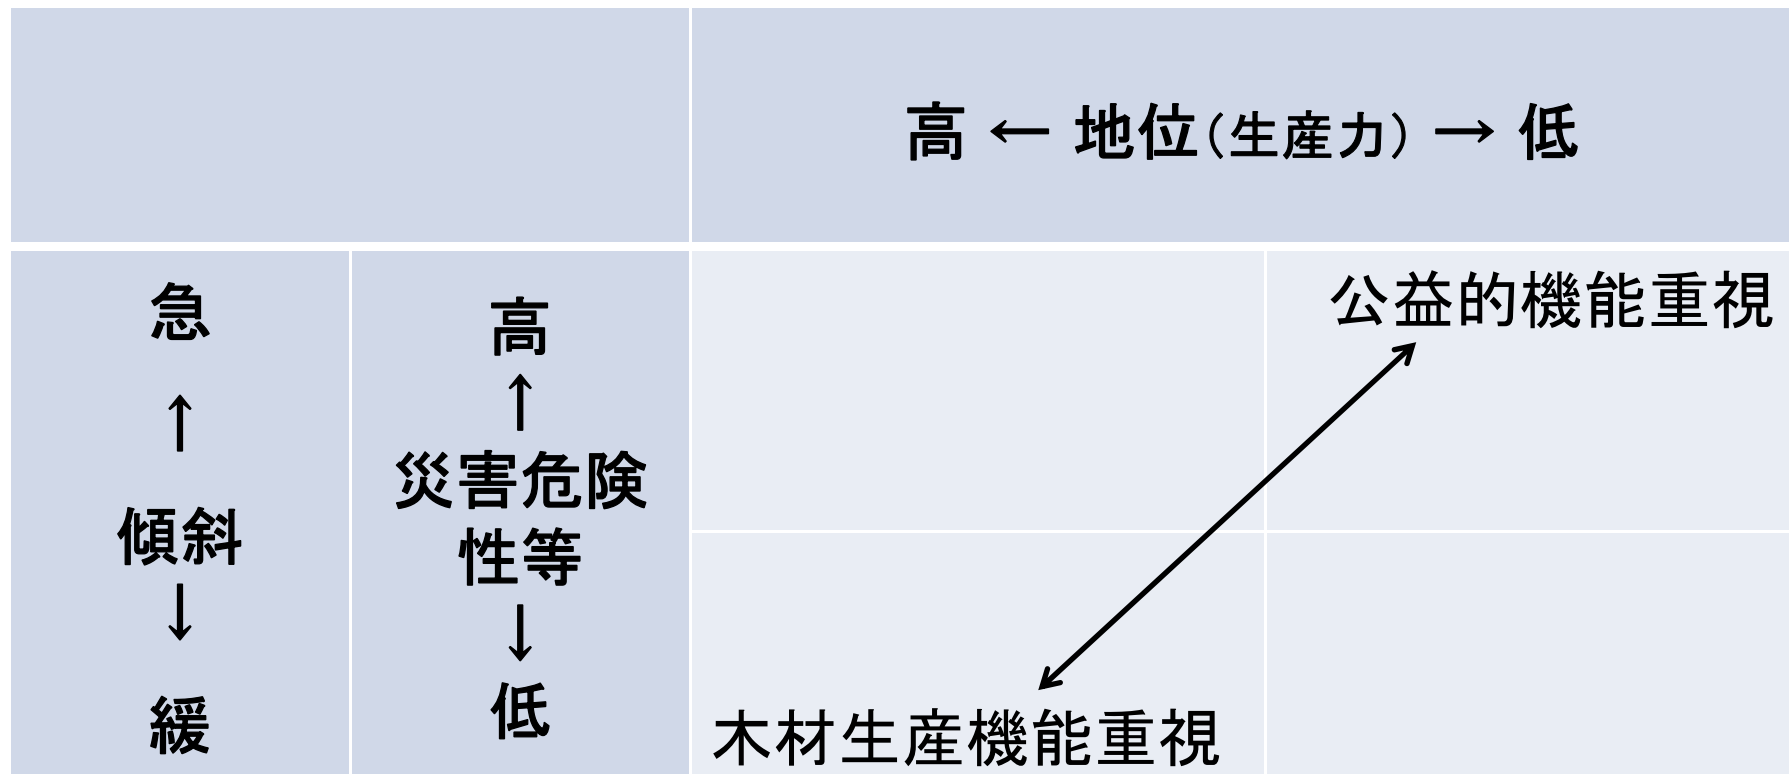 高 ← 地位（生産力） → 低
急
↑
傾斜
↓
緩
高
↑
災害危険
性等
↓
低
公益的機能重視
木材生産機能重視